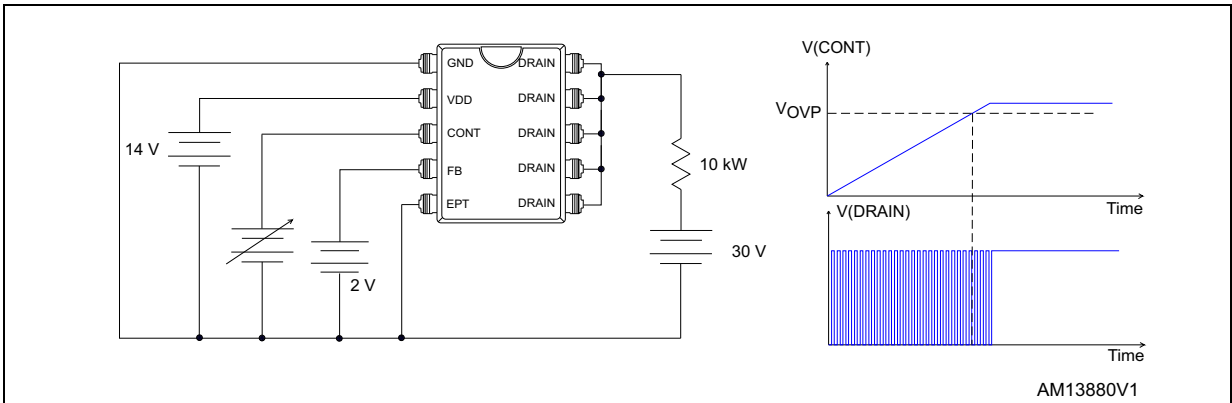 GND DRAIN
VDD DRAIN
CONT DRAIN
FB DRAIN
EPT DRAIN
14 V
2 V
10 kW
30 V
V(CONT)
VOVP
Time
V(DRAIN)
Time
AM13880V1